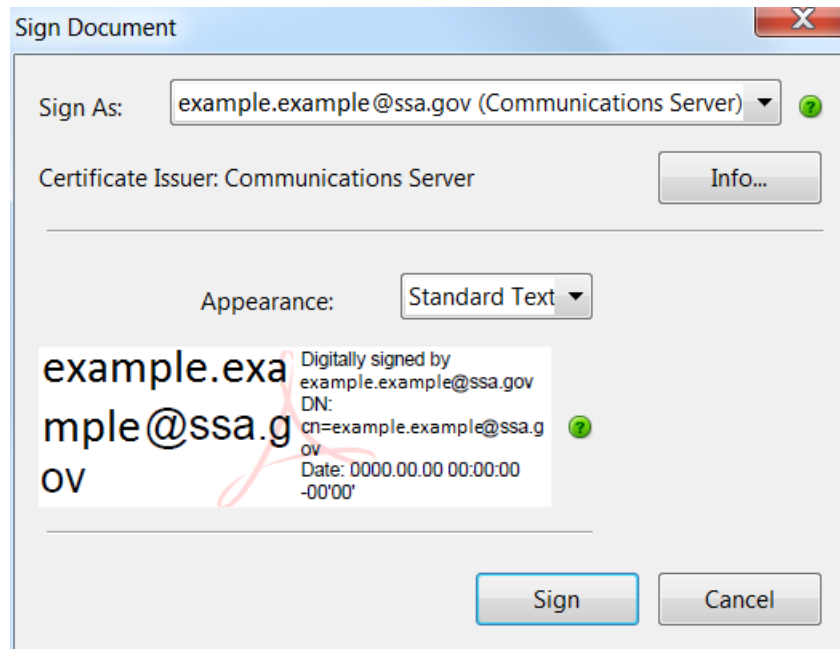 Sign Document
X
Sign As: example.example@ssa.gov (Communications Server) ?
Certificate Issuer: Communications Server Info...
Appearance: Standard Text
example.exa
mple@ssa.g
ov
Digitally signed by
example.example@ssa.gov
DN:
cn=example.example@ssa.g
ov
Date: 0000.00.00 00:00:00
-00'00'
?
Sign Cancel